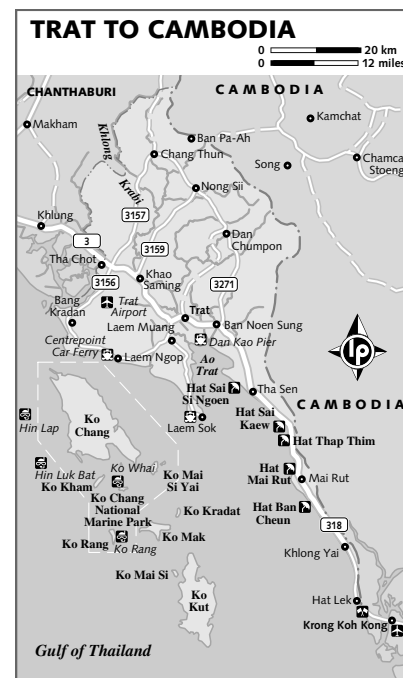 TRAT TO CAMBODIA
0 20 km
0 12 miles
CHANTHABURI
CAMBODIA
Makham
Khlong
Krabi
Ban Pa-Ah
Kamchat
Chang Thun
Song
Chamca
Stoeng
Nong Sii
3157
Khlung
3
3159
Dan
Chumpon
Tha Chot
3156
Khao
Saming
3271
Bang
Kradan
Trat
Airport
Trat
Laem Muang
Ban Noen Sung
Centrepoint
Car Ferry
Dan Kao Pier
Laem Ngop
Ao
Trat
Hat Sai
Si Ngoen
Tha Sen
CAMBODIA
LP
Ko
Chang
Hin Lap
Laem Sok
Hat Sai
Kaew
Hat Thap Thim
Hin Luk Bat
Ko Kham
Ko Whai
Ko Mai
Si Yai
Hat
Mai Rut
Mai Rut
Ko Chang
National
Marine Park
Ko Kradat
Hat Ban
Cheun
318
Ko Rang
Ko Rang
Ko Mak
Khlong Yai
Ko Mai Si
Ko
Kut
Hat Lek
Krong Koh Kong
Gulf of Thailand